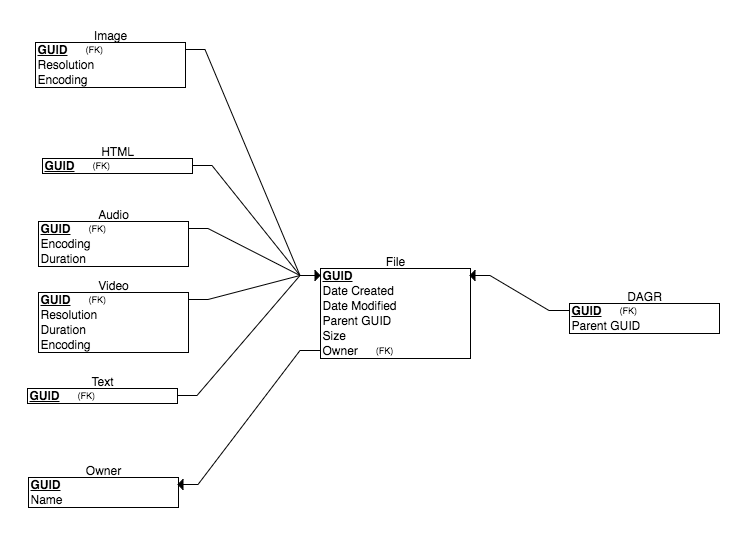 Image
GUID (FK)
Resolution
Encoding
HTML
GUID (FK)
Audio
GUID (FK)
Encoding
Duration
Video
GUID (FK)
Resolution
Duration
Encoding
Text
GUID (FK)
Owner
GUID
Name
File
GUID
Date Created
Date Modified
Parent GUID
Size
Owner (FK)
DAGR
GUID (FK)
Parent GUID